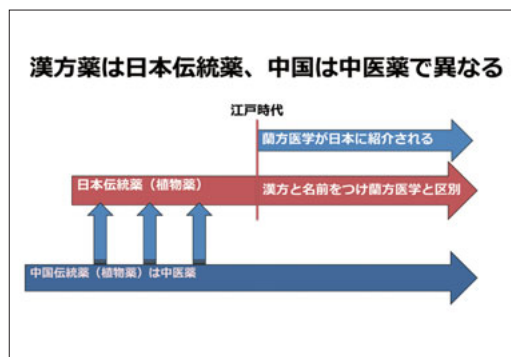 漢方薬は日本伝統薬、中国は中医薬で異なる
江戸時代
蘭方医学が日本に紹介される
日本伝統薬（植物薬）
漢方と名前をつけ蘭方医学と区別
中国伝統薬（植物薬）は中医薬